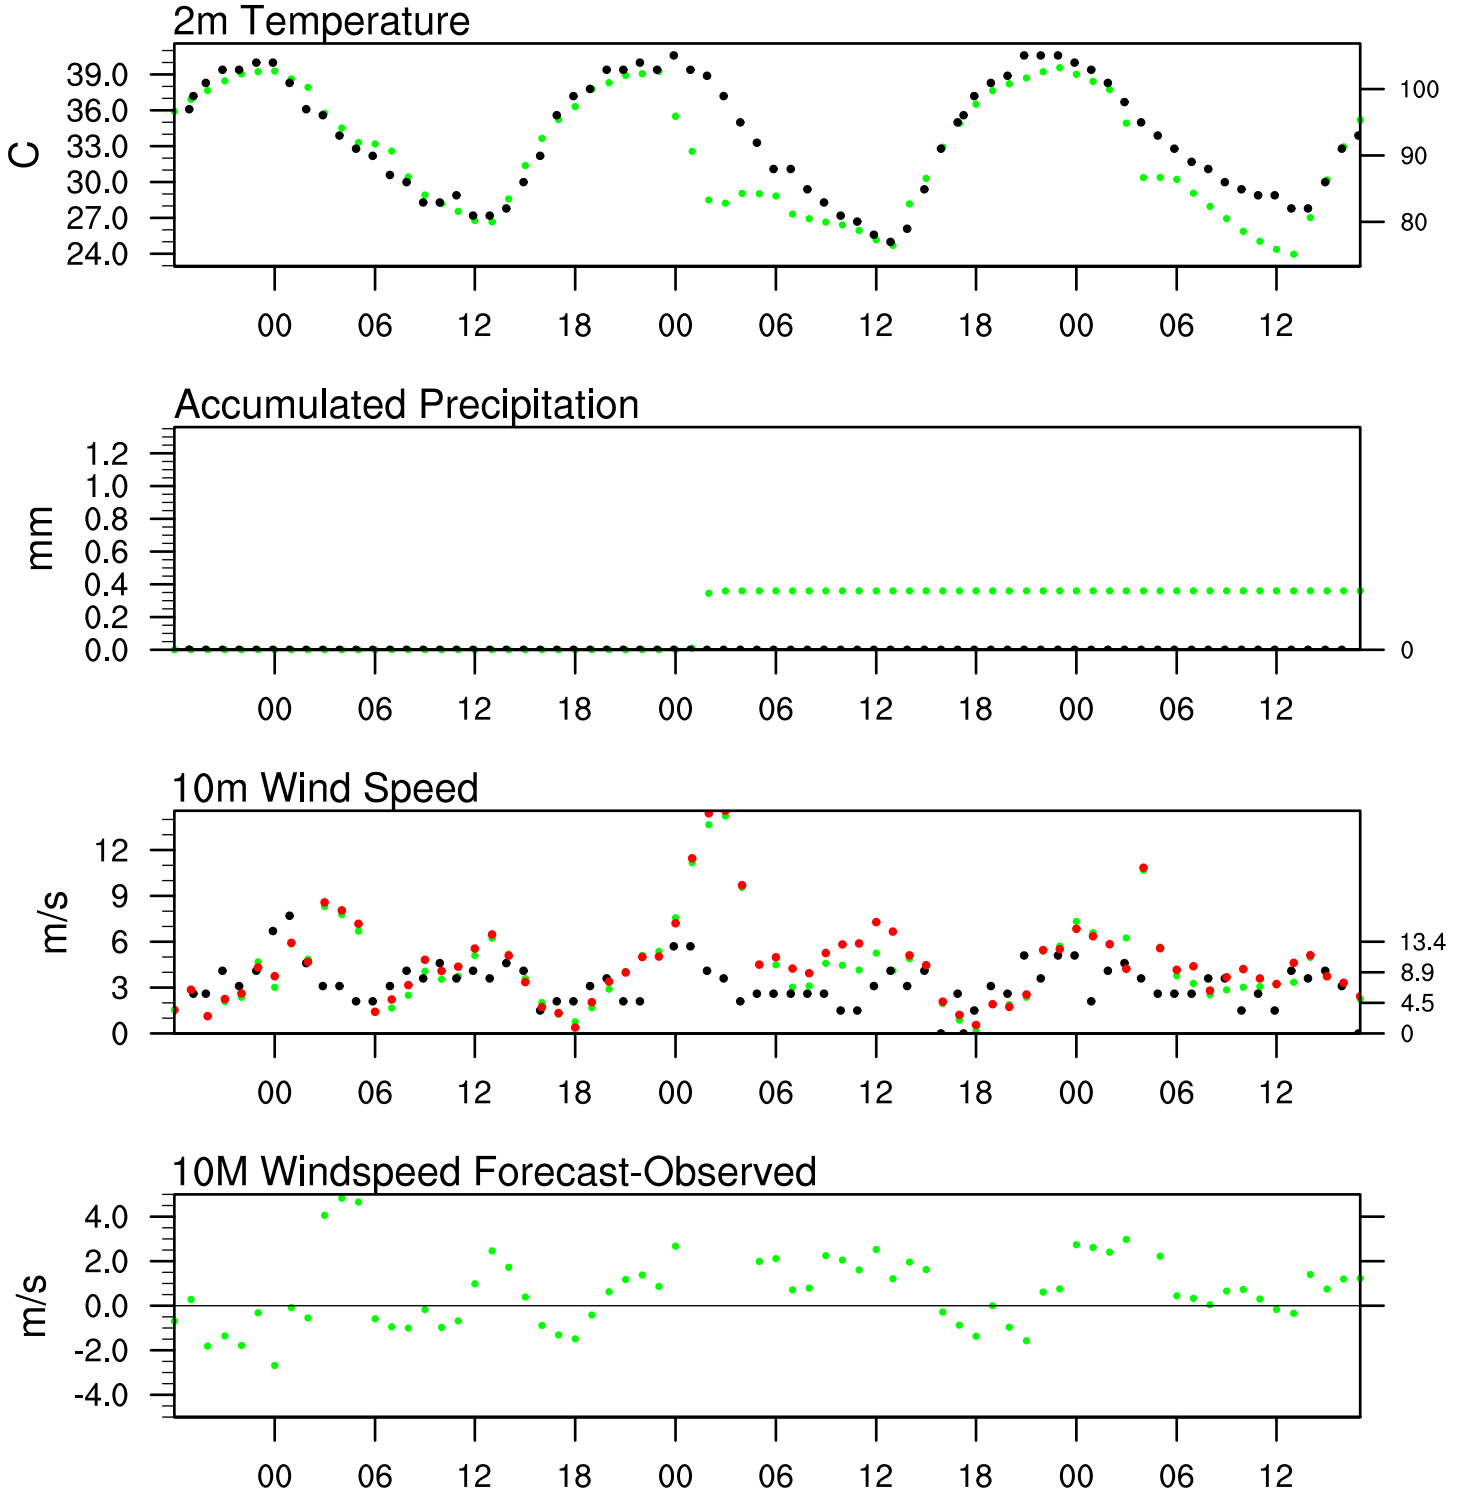 2m Temperature
C
39.0
36.0
33.0
30.0
27.0
24.0
100
90
80
00 06 12 18 00 06 12 18 00 06 12
Accumulated Precipitation
mm
1.2
1.0
0.8
0.6
0.4
0.2
0.0
0
00 06 12 18 00 06 12 18 00 06 12
10m Wind Speed
m/s
12
9
6
3
0
13.4
8.9
4.5
0
00 06 12 18 00 06 12 18 00 06 12
10M Windspeed Forecast-Observed
m/s
4.0
2.0
0.0
-2.0
-4.0
00 06 12 18 00 06 12 18 00 06 12